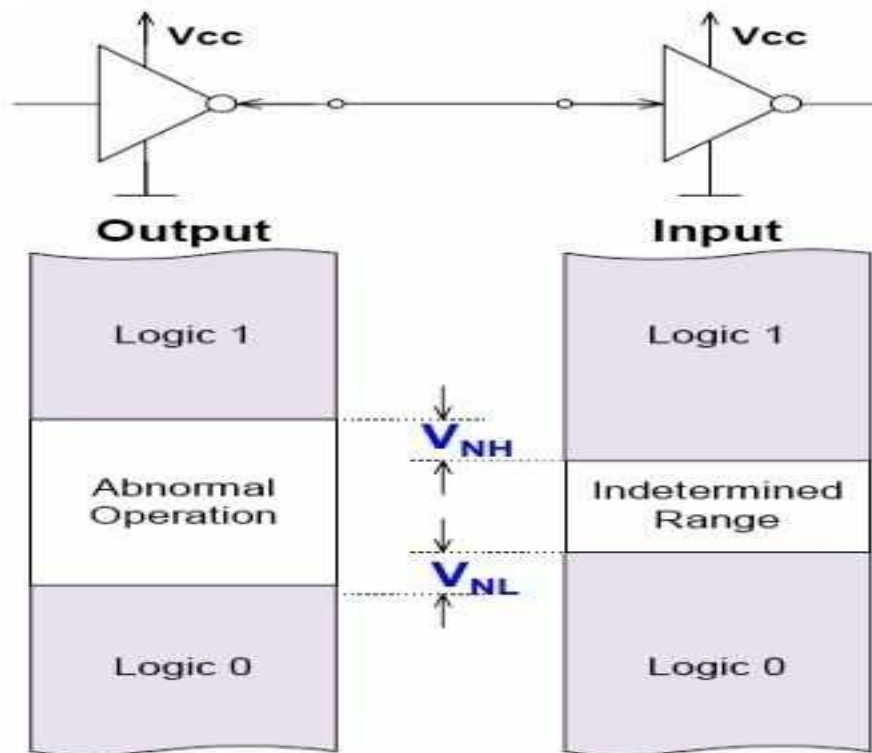 Vcc
Vcc
Output
Input
Logic 1
Logic 1
VNH
Abnormal
Operation
Indetermined
Range
VNL
Logic 0
Logic 0